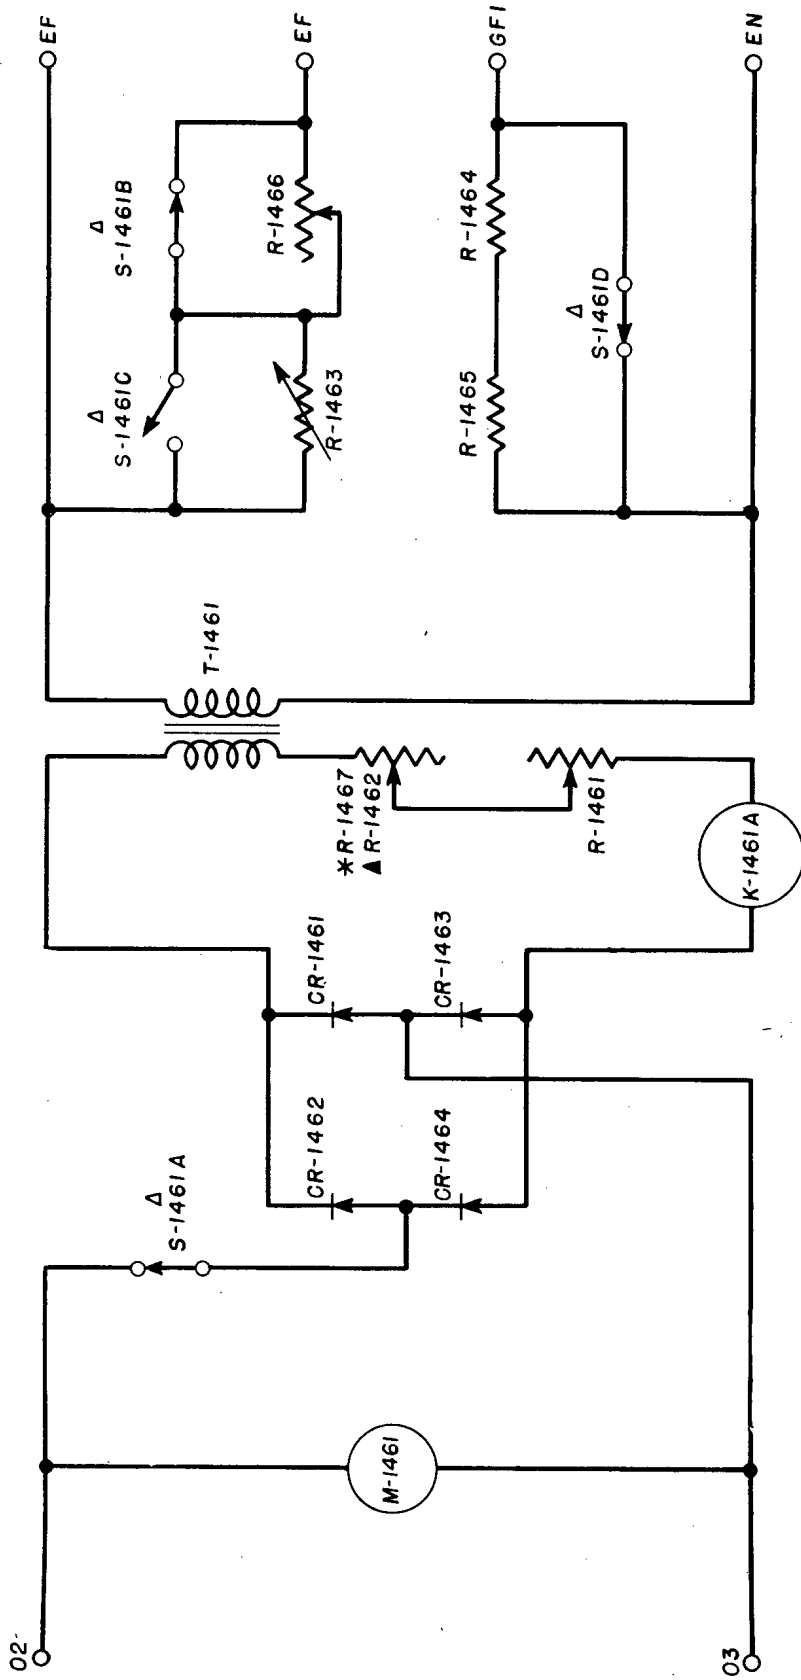 EF
EF
GF1
EN
Δ
S-1461B
R-1466
R-1464
Δ
S-1461D
Δ
S-1461C
R-1463
R-1465
T-1461
*R-1467
▲R-1462
R-1461
K-1461A
CR-1461
CR-1463
CR-1462
CR-1464
Δ
S-1461A
M-1461
02
03